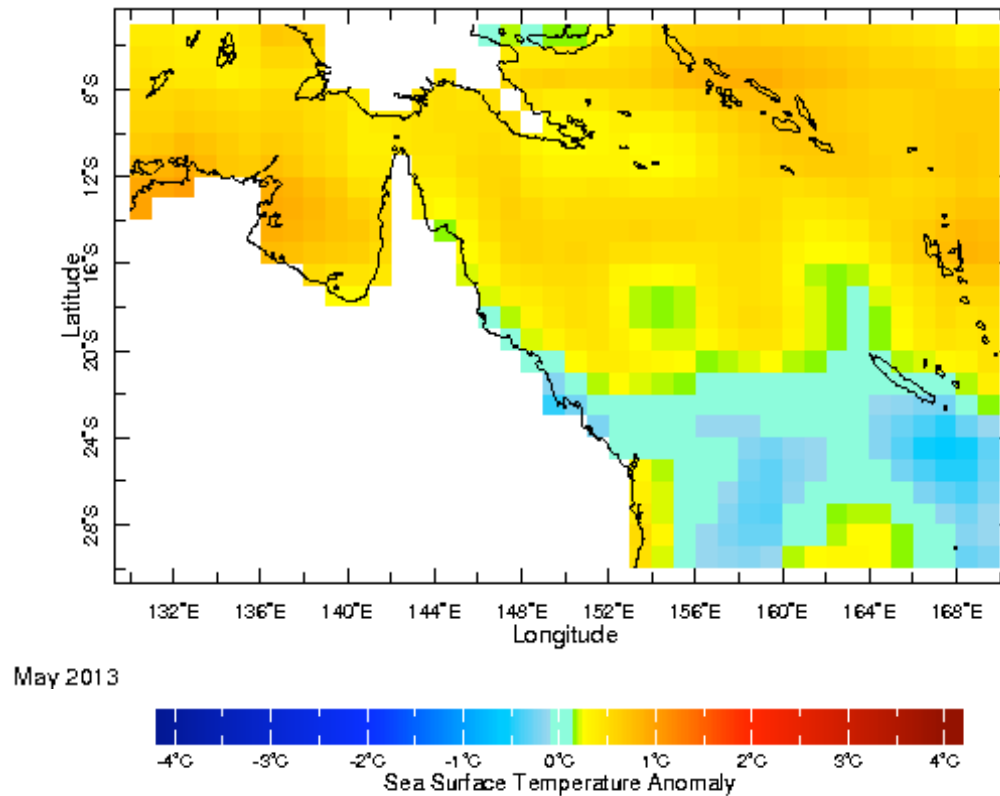 8°S
12°S
16°S
20°S
24°S
28°S
Latitude
132°E 136°E 140°E 144°E 148°E 152°E 156°E 160°E 164°E 168°E
Longitude
May 2013
-4°C -3°C -2°C -1°C 0°C 1°C 2°C 3°C 4°C
Sea Surface Temperature Anomaly